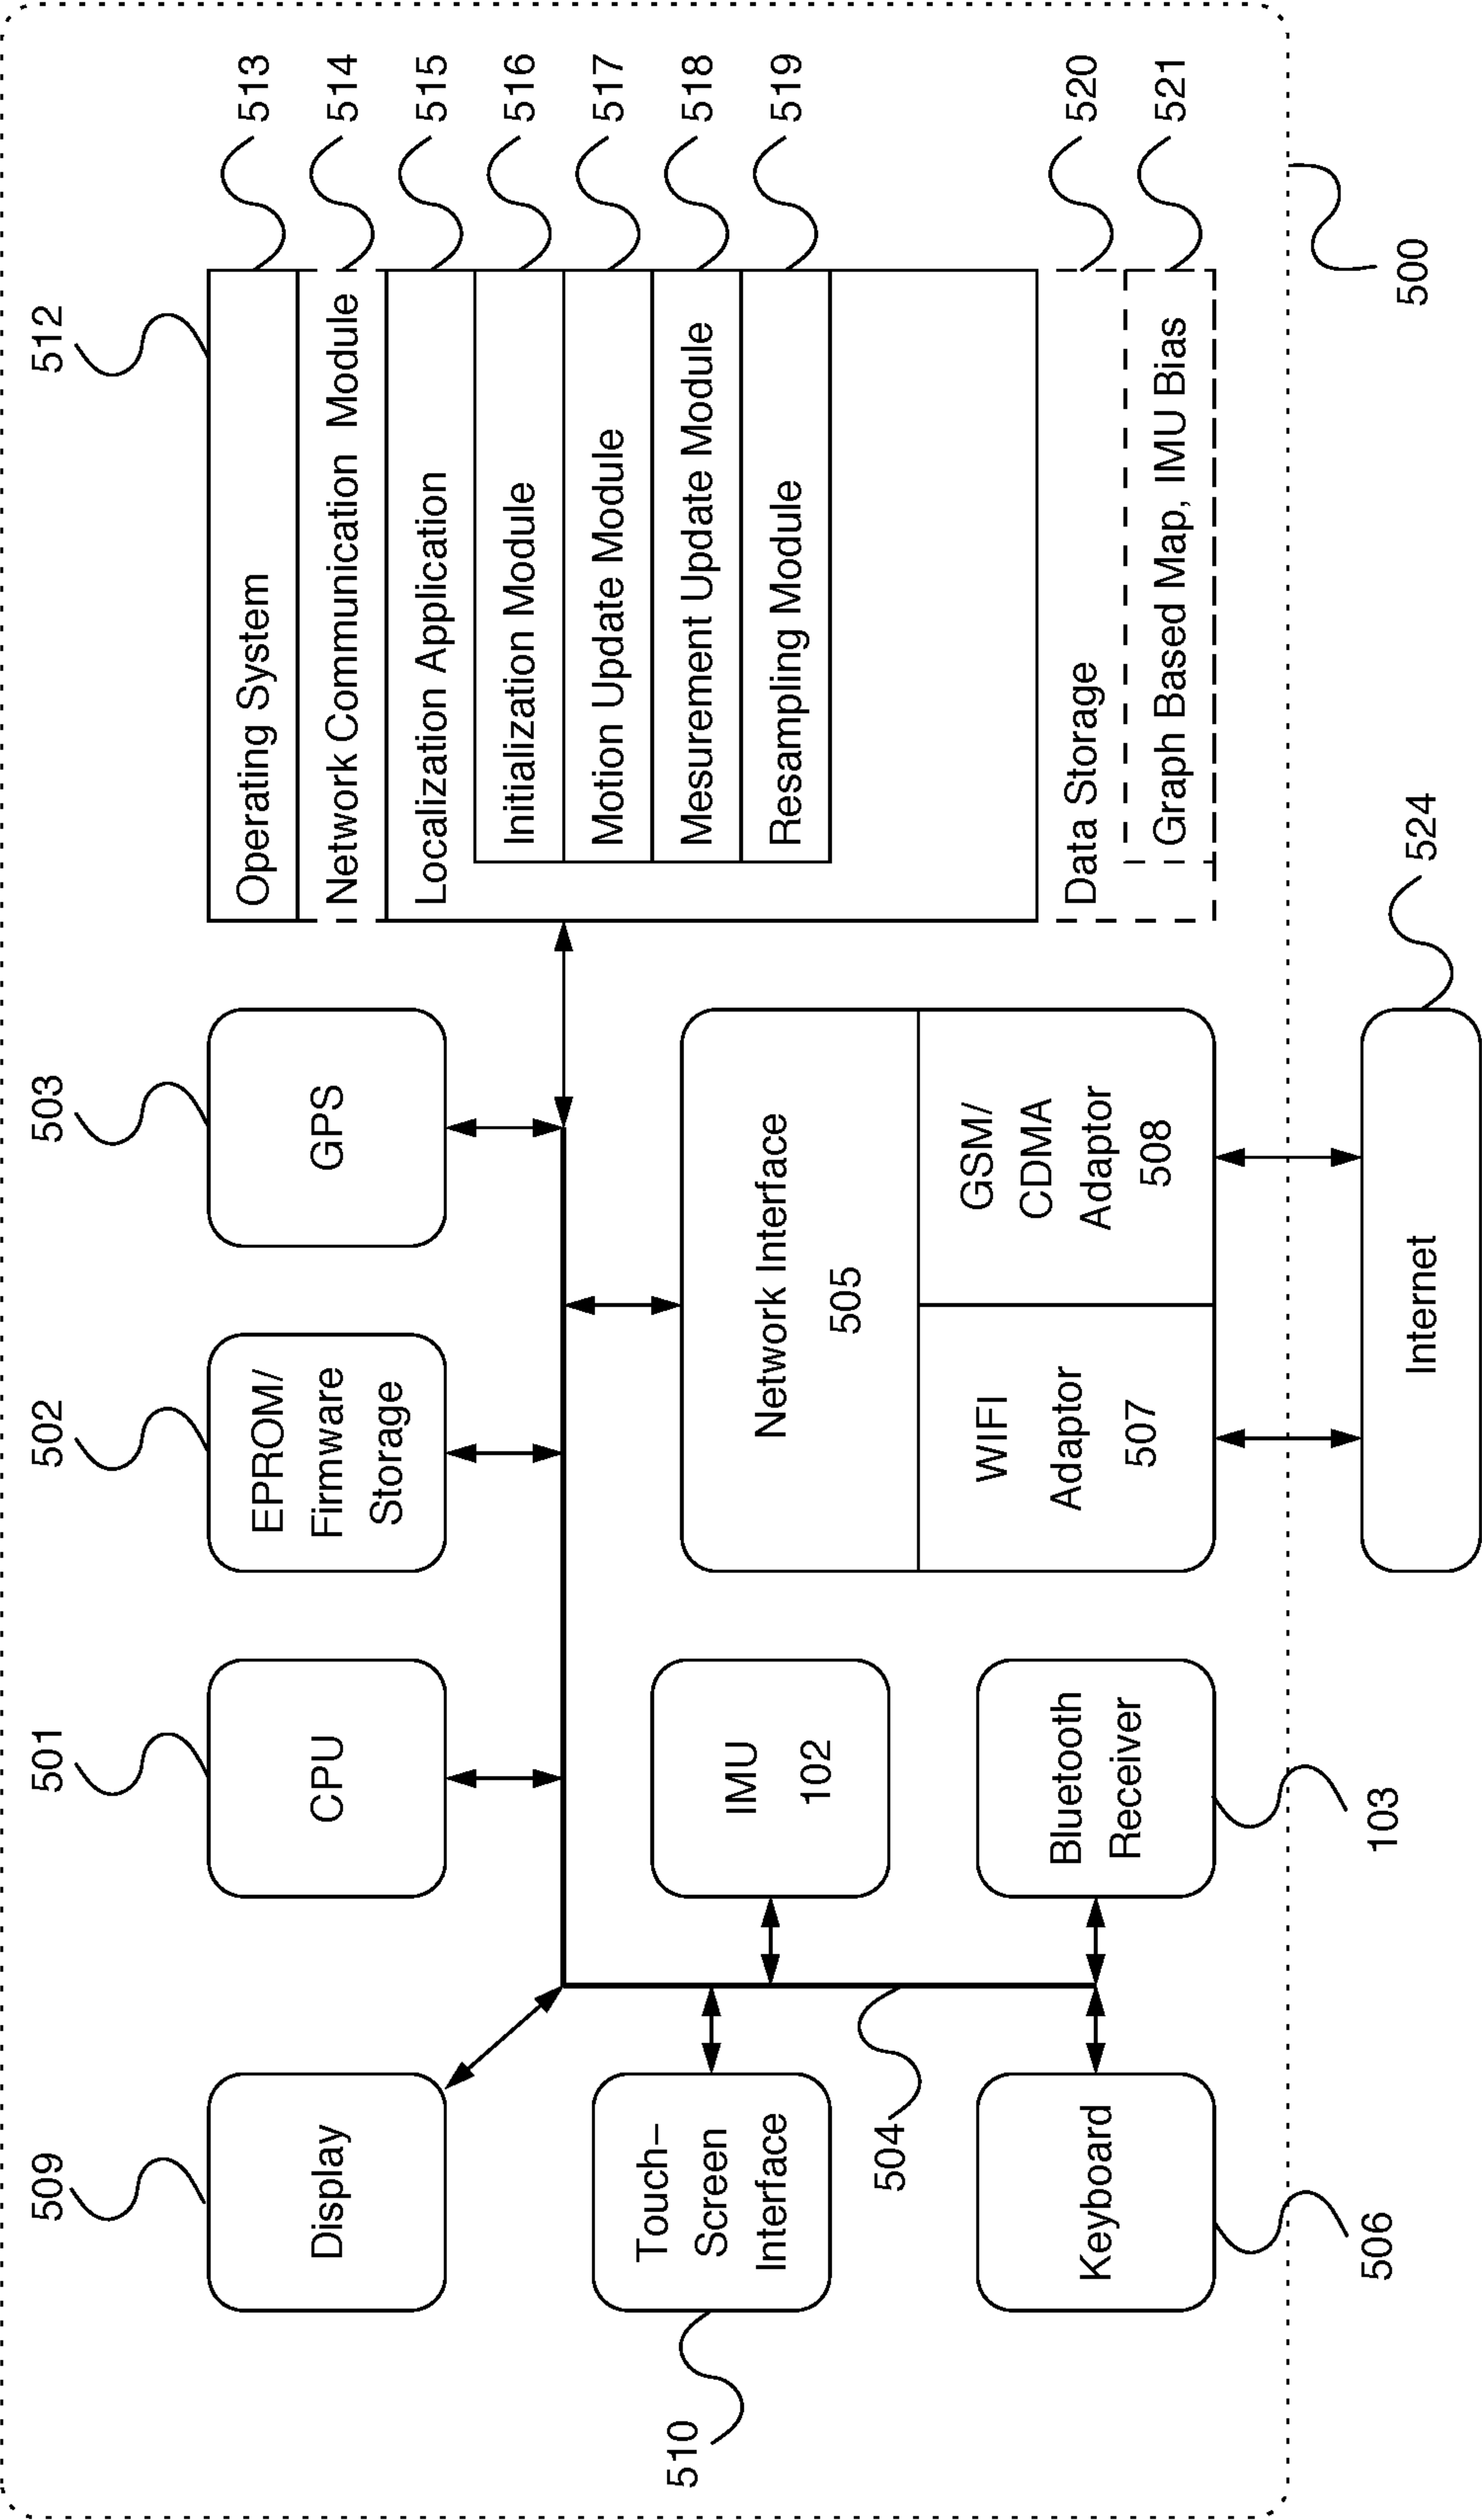 509
501
502
503
512
Display
CPU
EPROM/
Firmware
Storage
GPS
Operating System
513
Network Communication Module
514
Localization Application
515
Initialization Module
516
Motion Update Module
517
Mesurement Update Module
518
Resampling Module
519
Data Storage
520
Graph Based Map, IMU Bias
521
510
Touch–
Screen
Interface
IMU
102
Network Interface
505
504
Keyboard
Bluetooth
Receiver
WIFI
Adaptor
507
GSM/
CDMA
Adaptor
508
506
103
Internet
524
500